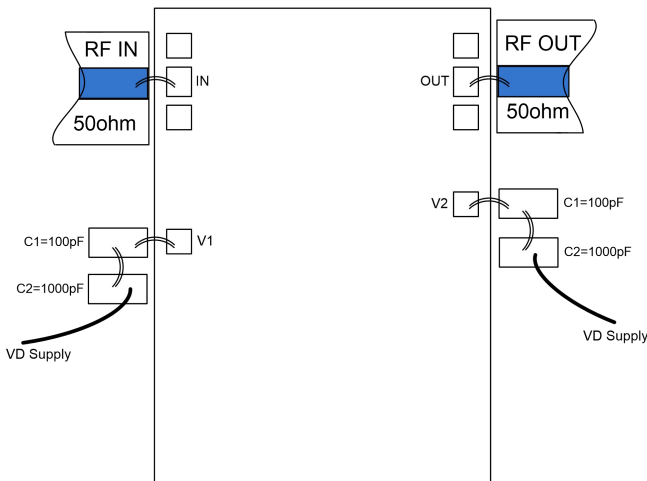 RF IN
IN
50ohm
RF OUT
OUT
50ohm
C1=100pF
V1
C2=1000pF
VD Supply
V2
C1=100pF
C2=1000pF
VD Supply